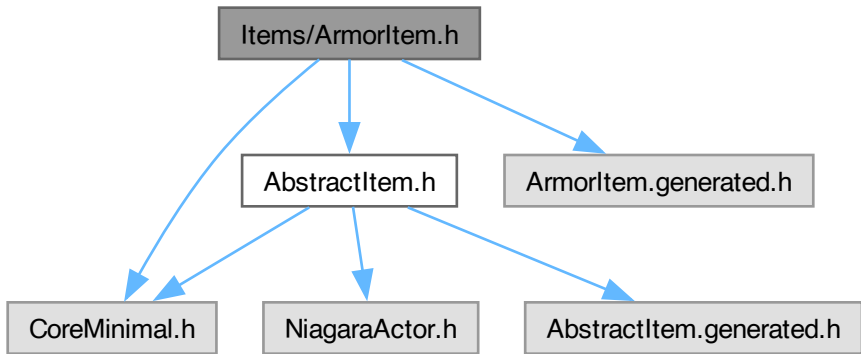 Items/ArmorItem.h
AbstractItem.h
ArmorItem.generated.h
CoreMinimal.h
NiagaraActor.h
AbstractItem.generated.h